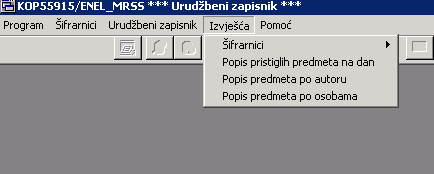 KOP55915/ENEL_MRSS *** Urudžbeni zapisnik ***
Program Šifrarnici Urudžbeni zapisnik Izvješća Pomoć
Šifrarnici
Popis pristiglih predmeta na dan
Popis predmeta po autoru
Popis predmeta po osobama